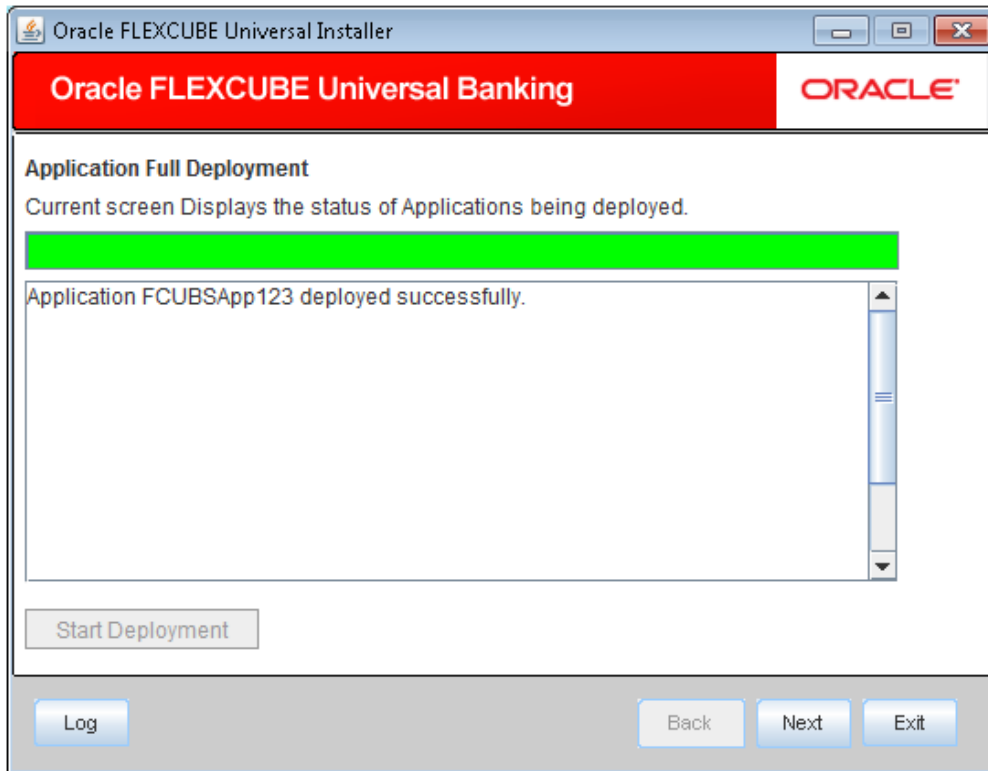 Oracle FLEXCUBE Universal Installer
Oracle FLEXCUBE Universal Banking
ORACLE
Application Full Deployment
Current screen Displays the status of Applications being deployed.
Application FCUBSApp123 deployed successfully.
Start Deployment
Log
Back
Next
Exit